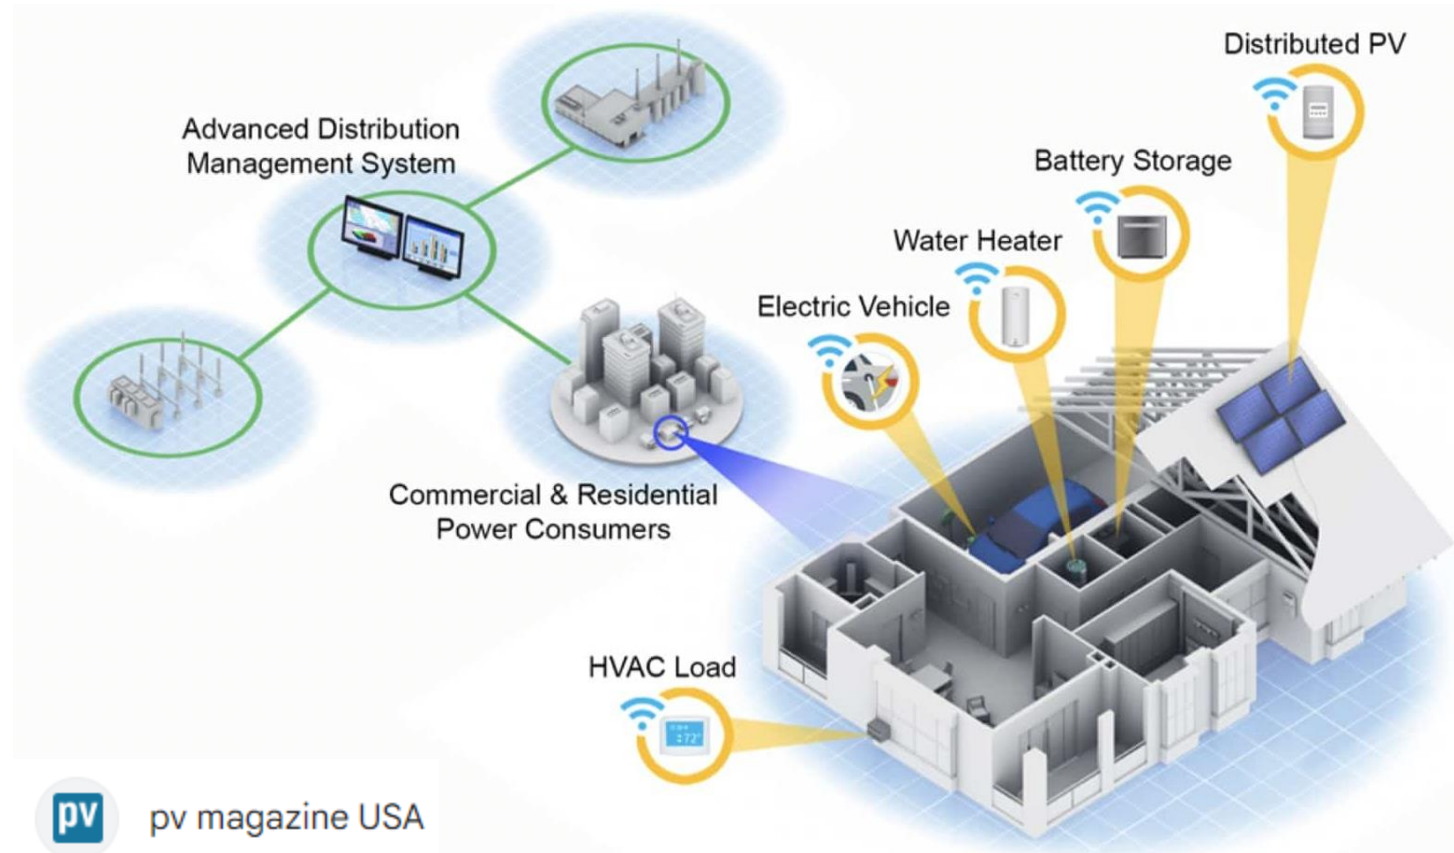 Distributed PV
Advanced Distribution
Management System
Battery Storage
Water Heater
Electric Vehicle
Commercial & Residential
Power Consumers
HVAC Load
72°
pv
pv magazine USA